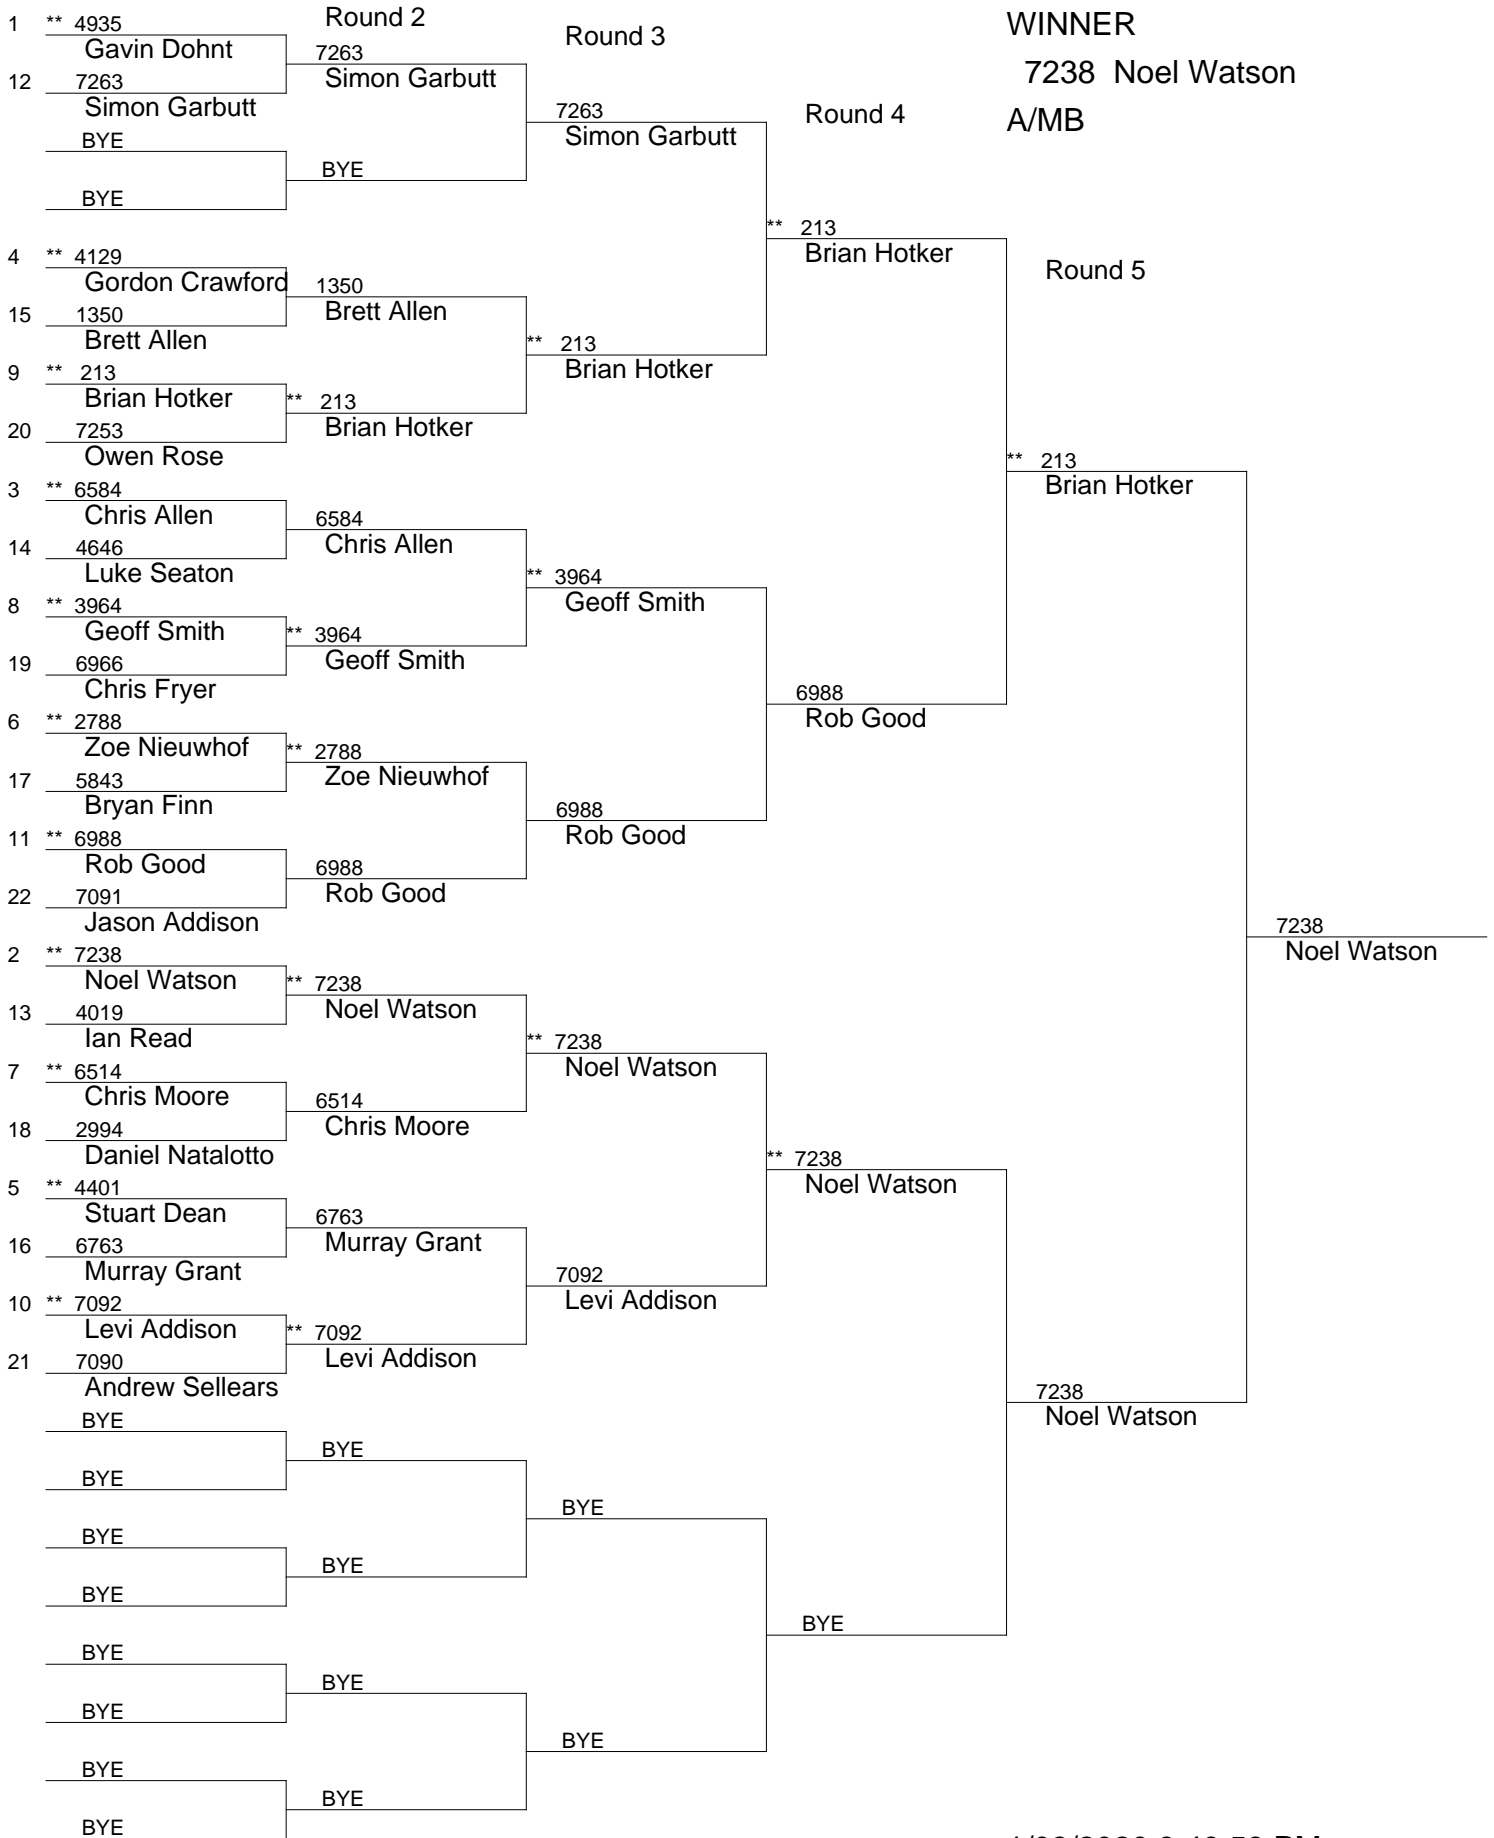 Round 2
Round 3
Round 4
Round 5
WINNER
7238 Noel Watson
A/MB
1 ** 4935
Gavin Dohnt
12 7263
Simon Garbutt
BYE
BYE
4 ** 4129
Gordon Crawford
15 1350
Brett Allen
9 ** 213
Brian Hotker
20 7253
Owen Rose
3 ** 6584
Chris Allen
14 4646
Luke Seaton
8 ** 3964
Geoff Smith
19 6966
Chris Fryer
6 ** 2788
Zoe Nieuwhof
17 5843
Bryan Finn
11 ** 6988
Rob Good
22 7091
Jason Addison
2 ** 7238
Noel Watson
13 4019
Ian Read
7 ** 6514
Chris Moore
18 2994
Daniel Natalotto
5 ** 4401
Stuart Dean
16 6763
Murray Grant
10 ** 7092
Levi Addison
21 7090
Andrew Sellears
BYE
BYE
BYE
BYE
BYE
BYE
BYE
BYE
7263
Simon Garbutt
BYE
1350
Brett Allen
** 213
Brian Hotker
6584
Chris Allen
** 3964
Geoff Smith
** 2788
Zoe Nieuwhof
6988
Rob Good
** 7238
Noel Watson
6514
Chris Moore
6763
Murray Grant
** 7092
Levi Addison
BYE
BYE
BYE
BYE
7263
Simon Garbutt
** 213
Brian Hotker
** 3964
Geoff Smith
6988
Rob Good
** 7238
Noel Watson
7092
Levi Addison
BYE
BYE
** 213
Brian Hotker
6988
Rob Good
** 7238
Noel Watson
BYE
** 213
Brian Hotker
7238
Noel Watson
7238
Noel Watson